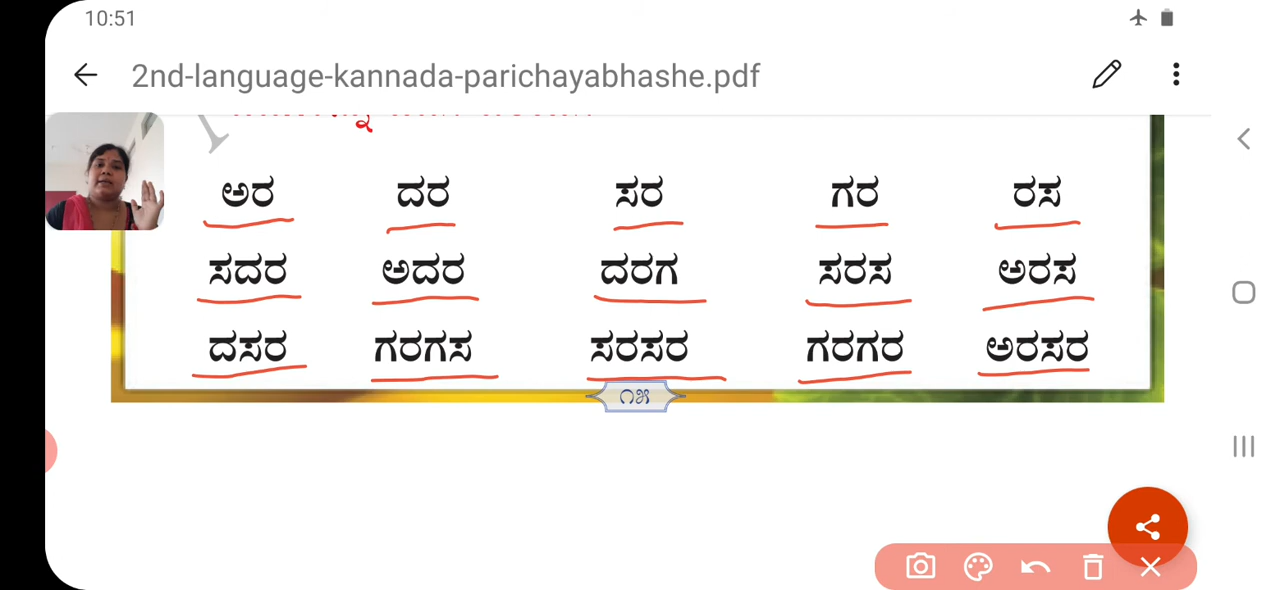 10:51
2nd-language-kannada-parichayabhashe.pdf
ಅರ ದರ ಸರ ಗರ ರಸ
ಸದರ ಅದರ ದರಗ ಸರಸ ಅರಸ
ದಸರ ಗರಗಸ ಸರಸರ ಗರಗರ ಅರಸರ
೧೫